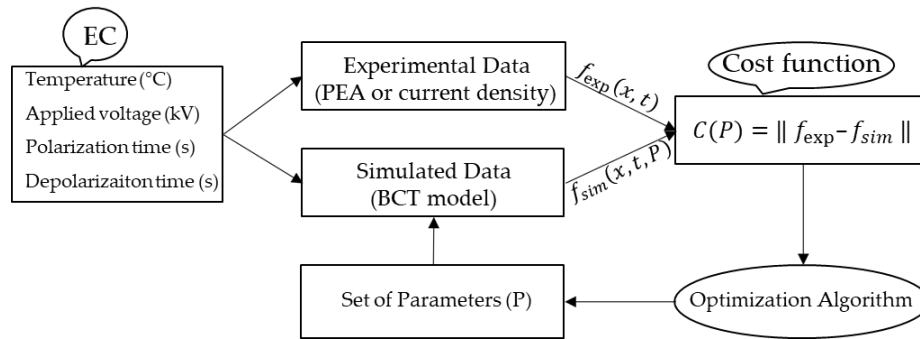 EC
Temperature (°C)
Applied voltage (kV)
Polarization time (s)
Depolarizaiton time (s)
Experimental Data
(PEA or current density)
f_exp(x, t)
Simulated Data
(BCT model)
f_sim(x, t, P)
Cost function
C(P) = ‖ f_exp – f_sim ‖
Set of Parameters (P)
Optimization Algorithm